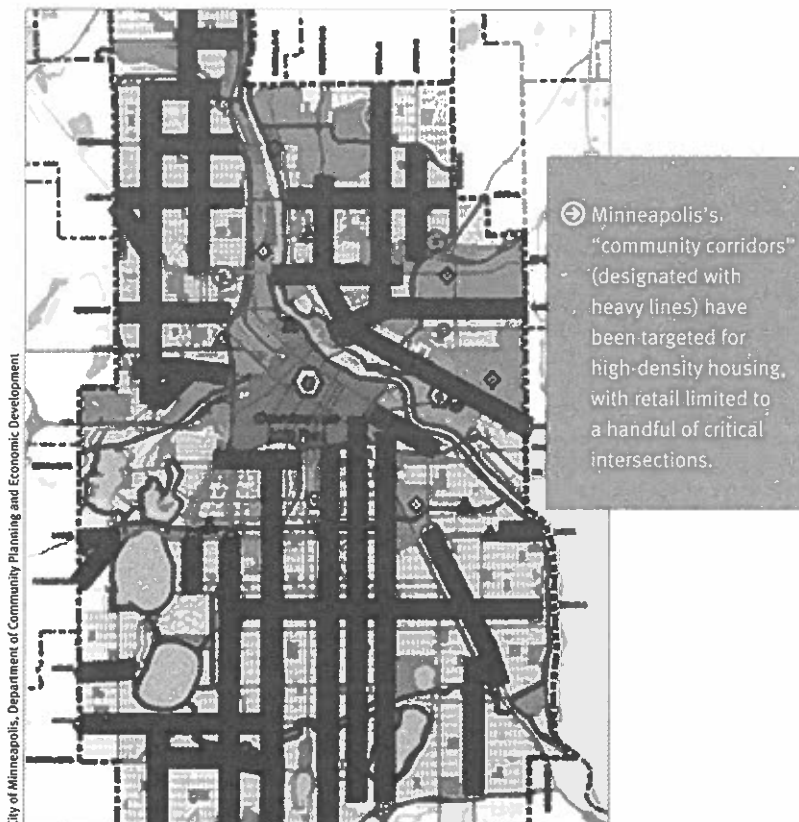 City of Minneapolis, Department of Community Planning and Economic Development
Minneapolis's
"community corridors"
(designated with
heavy lines) have
been targeted for
high-density housing,
with retail limited to
a handful of critical
intersections.